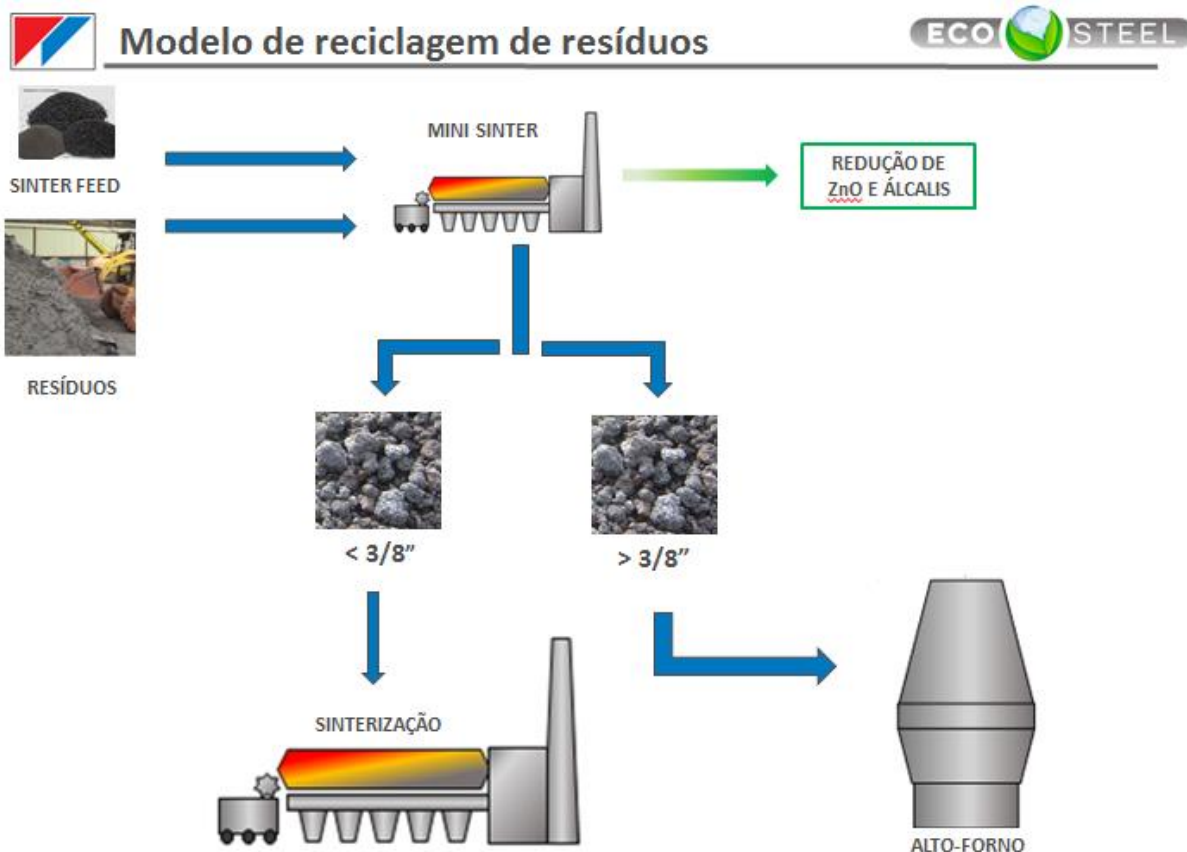 Modelo de reciclagem de resíduos
ECO STEEL
MINI SINTER
SINTER FEED
REDUÇÃO DE
ZnO E ÁLCALIS
RESÍDUOS
< 3/8”
> 3/8”
SINTERIZAÇÃO
ALTO-FORNO